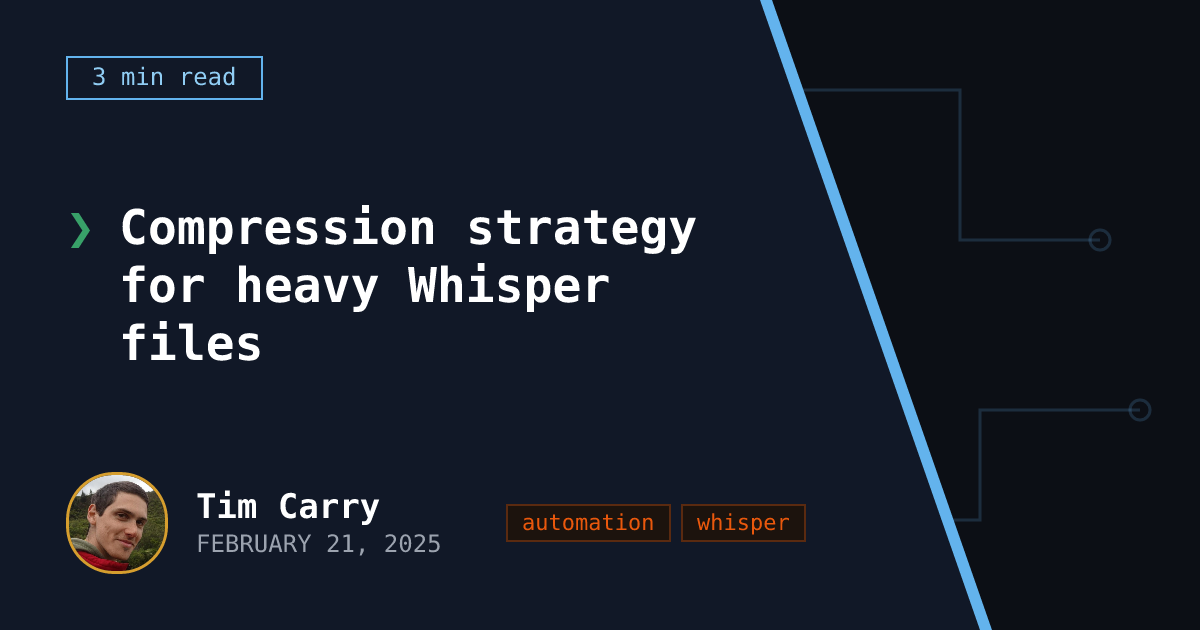 3 min read
❯ Compression strategy
for heavy Whisper
files
Tim Carry
FEBRUARY 21, 2025
automation
whisper